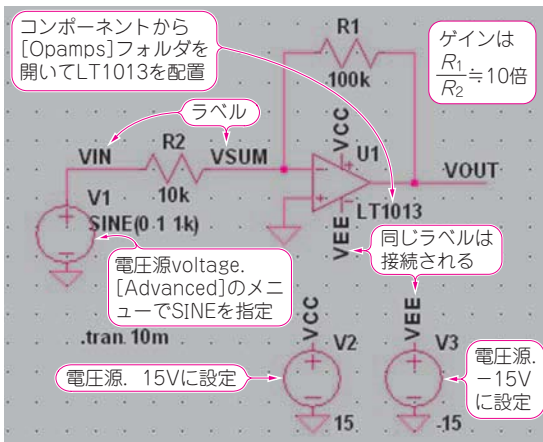 コンポーネントから
[Opamps]フォルダを
開いてLT1013を配置
R1
100k
ゲインは
R1
R2
≒10倍
ラベル
VIN
R2
10k
VSUM
VCC
U1
LT1013
VEE
VOUT
V1
SINE(0.1 1k)
同じラベルは
接続される
電圧源voltage.
[Advanced]のメニ
ューでSINEを指定
.tran 10m
電圧源.15Vに設定
VCC
V2
15
VEE
V3
-15
電圧源.
-15V
に設定